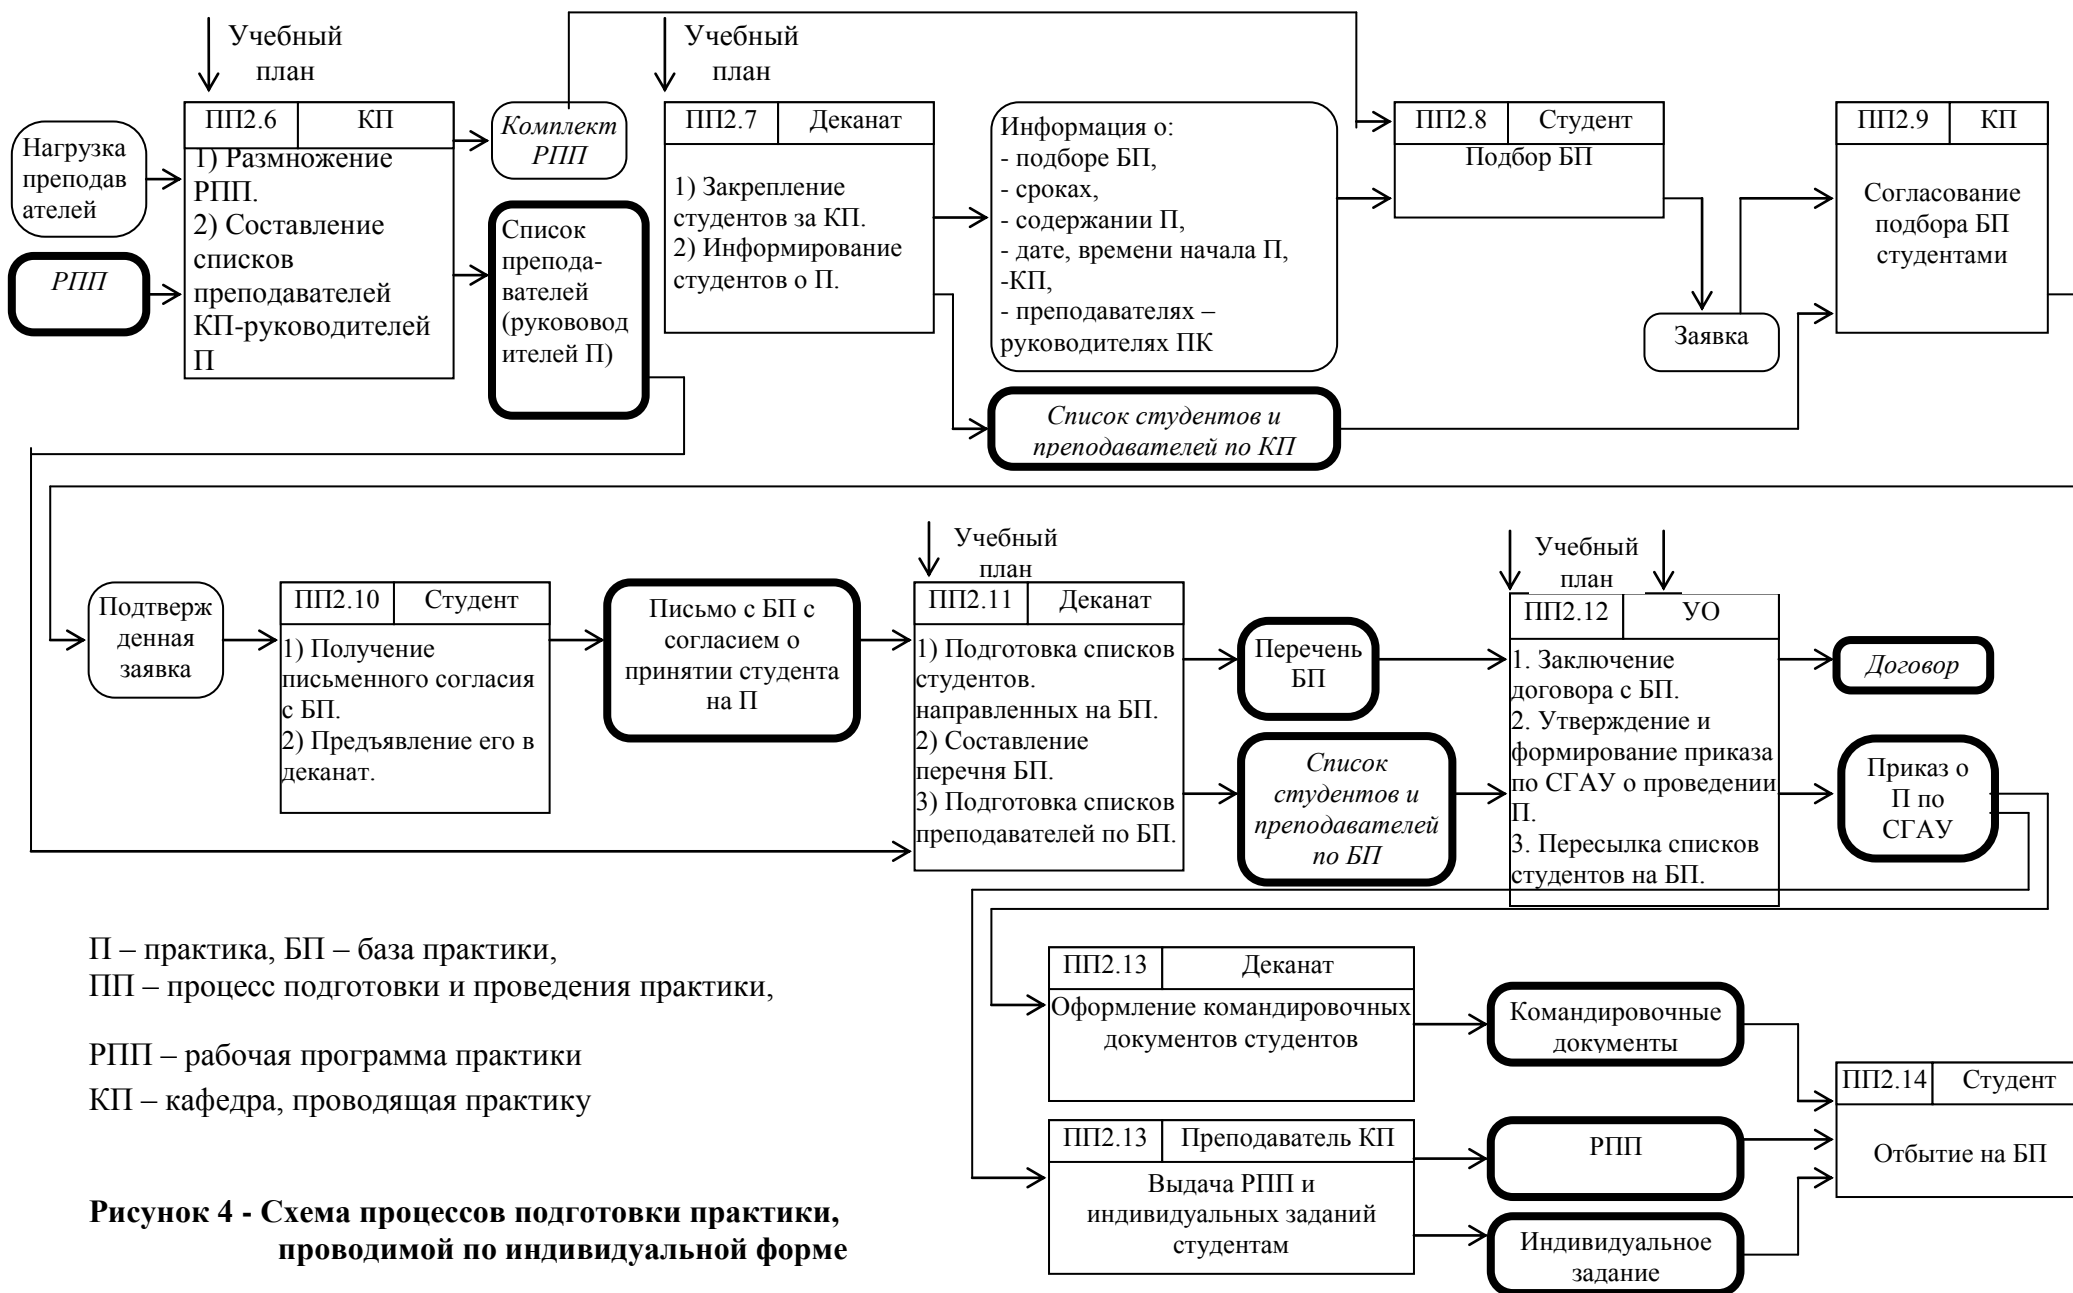 Учебный
план
Нагрузка
преподав
ателей
РПП
ПП2.6 КП
1) Размножение
РПП.
2) Составление
списков
преподавателей
КП-руководителей
П
Комплект
РПП
Список
препода-
вателей
(рукововод
ителей П)
Учебный
план
ПП2.7 Деканат
1) Закрепление
студентов за КП.
2) Информирование
студентов о П.
Информация о:
- подборе БП,
- сроках,
- содержании П,
- дате, времени начала П,
-КП,
- преподавателях –
руководителях ПК
Список студентов и
преподавателей по КП
ПП2.8 Студент
Подбор БП
Заявка
ПП2.9 КП
Согласование
подбора БП
студентами
Подтверж
денная
заявка
ПП2.10 Студент
1) Получение
письменного согласия
с БП.
2) Предъявление его в
деканат.
Письмо с БП с
согласием о
принятии студента
на П
Учебный
план
ПП2.11 Деканат
1) Подготовка списков
студентов.
направленных на БП.
2) Составление
перечня БП.
3) Подготовка списков
преподавателей по БП.
Перечень
БП
Список
студентов и
преподавателей
по БП
Учебный
план
ПП2.12 УО
1. Заключение
договора с БП.
2. Утверждение и
формирование приказа
по СГАУ о проведении
П.
3. Пересылка списков
студентов на БП.
Договор
Приказ о
П по
СГАУ
П – практика, БП – база практики,
ПП – процесс подготовки и проведения практики,
РПП – рабочая программа практики
КП – кафедра, проводящая практику
ПП2.13 Деканат
Оформление командировочных
документов студентов
Командировочные
документы
ПП2.13 Преподаватель КП
Выдача РПП и
индивидуальных заданий
студентам
РПП
Индивидуальное
задание
ПП2.14 Студент
Отбытие на БП
Рисунок 4 - Схема процессов подготовки практики,
проводимой по индивидуальной форме